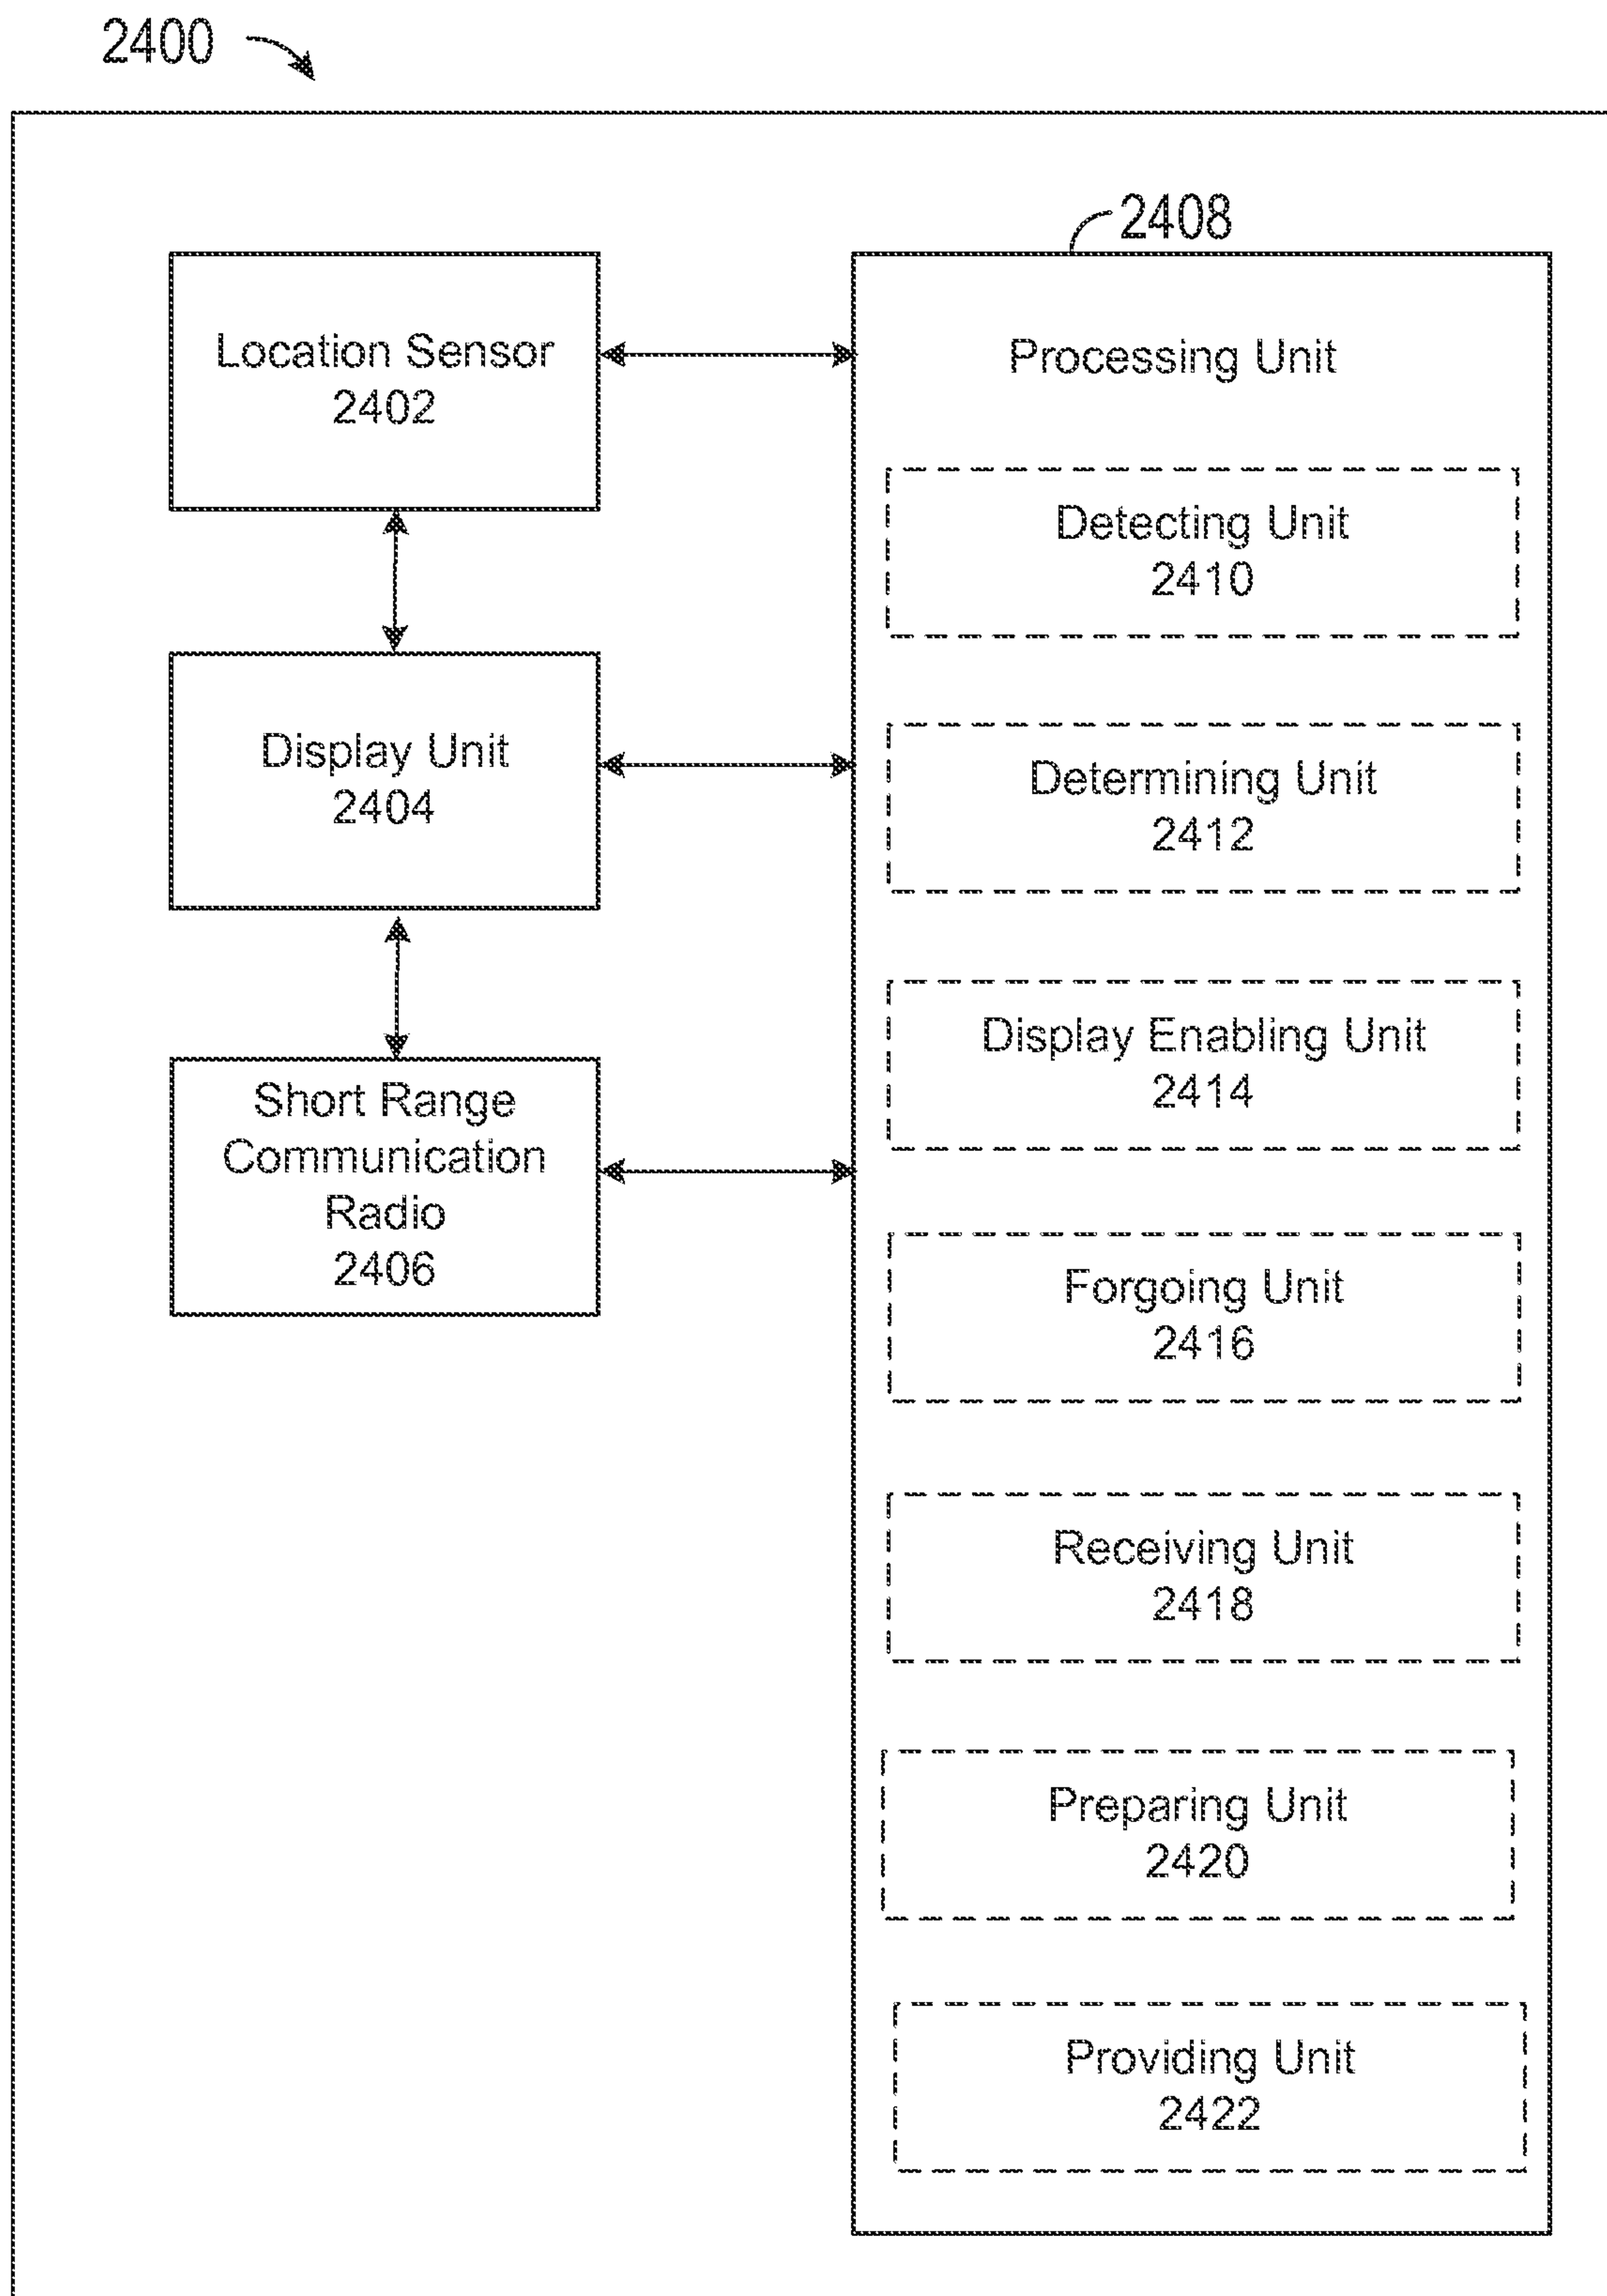 2400
2408
Location Sensor
2402
Display Unit
2404
Short Range
Communication
Radio
2406
Processing Unit
Detecting Unit
2410
Determining Unit
2412
Display Enabling Unit
2414
Forgoing Unit
2416
Receiving Unit
2418
Preparing Unit
2420
Providing Unit
2422